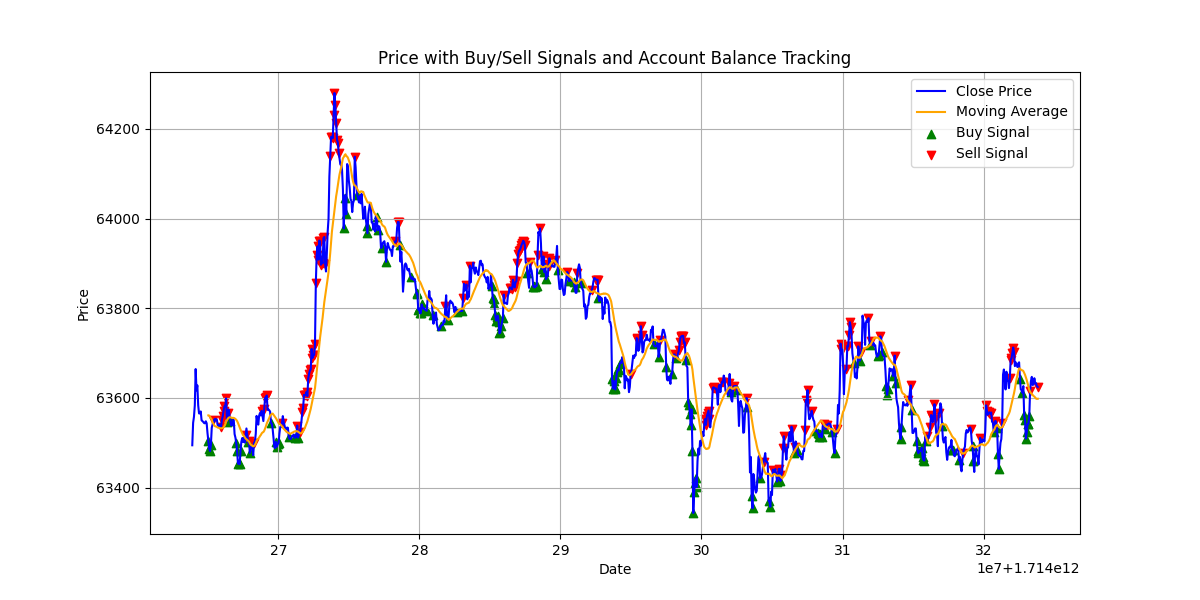 Price with Buy/Sell Signals and Account Balance Tracking
Close Price
Moving Average
Buy Signal
Sell Signal
64200
64000
63800
63600
63400
Price
27 28 29 30 31 32
Date
1e7+1.714e12